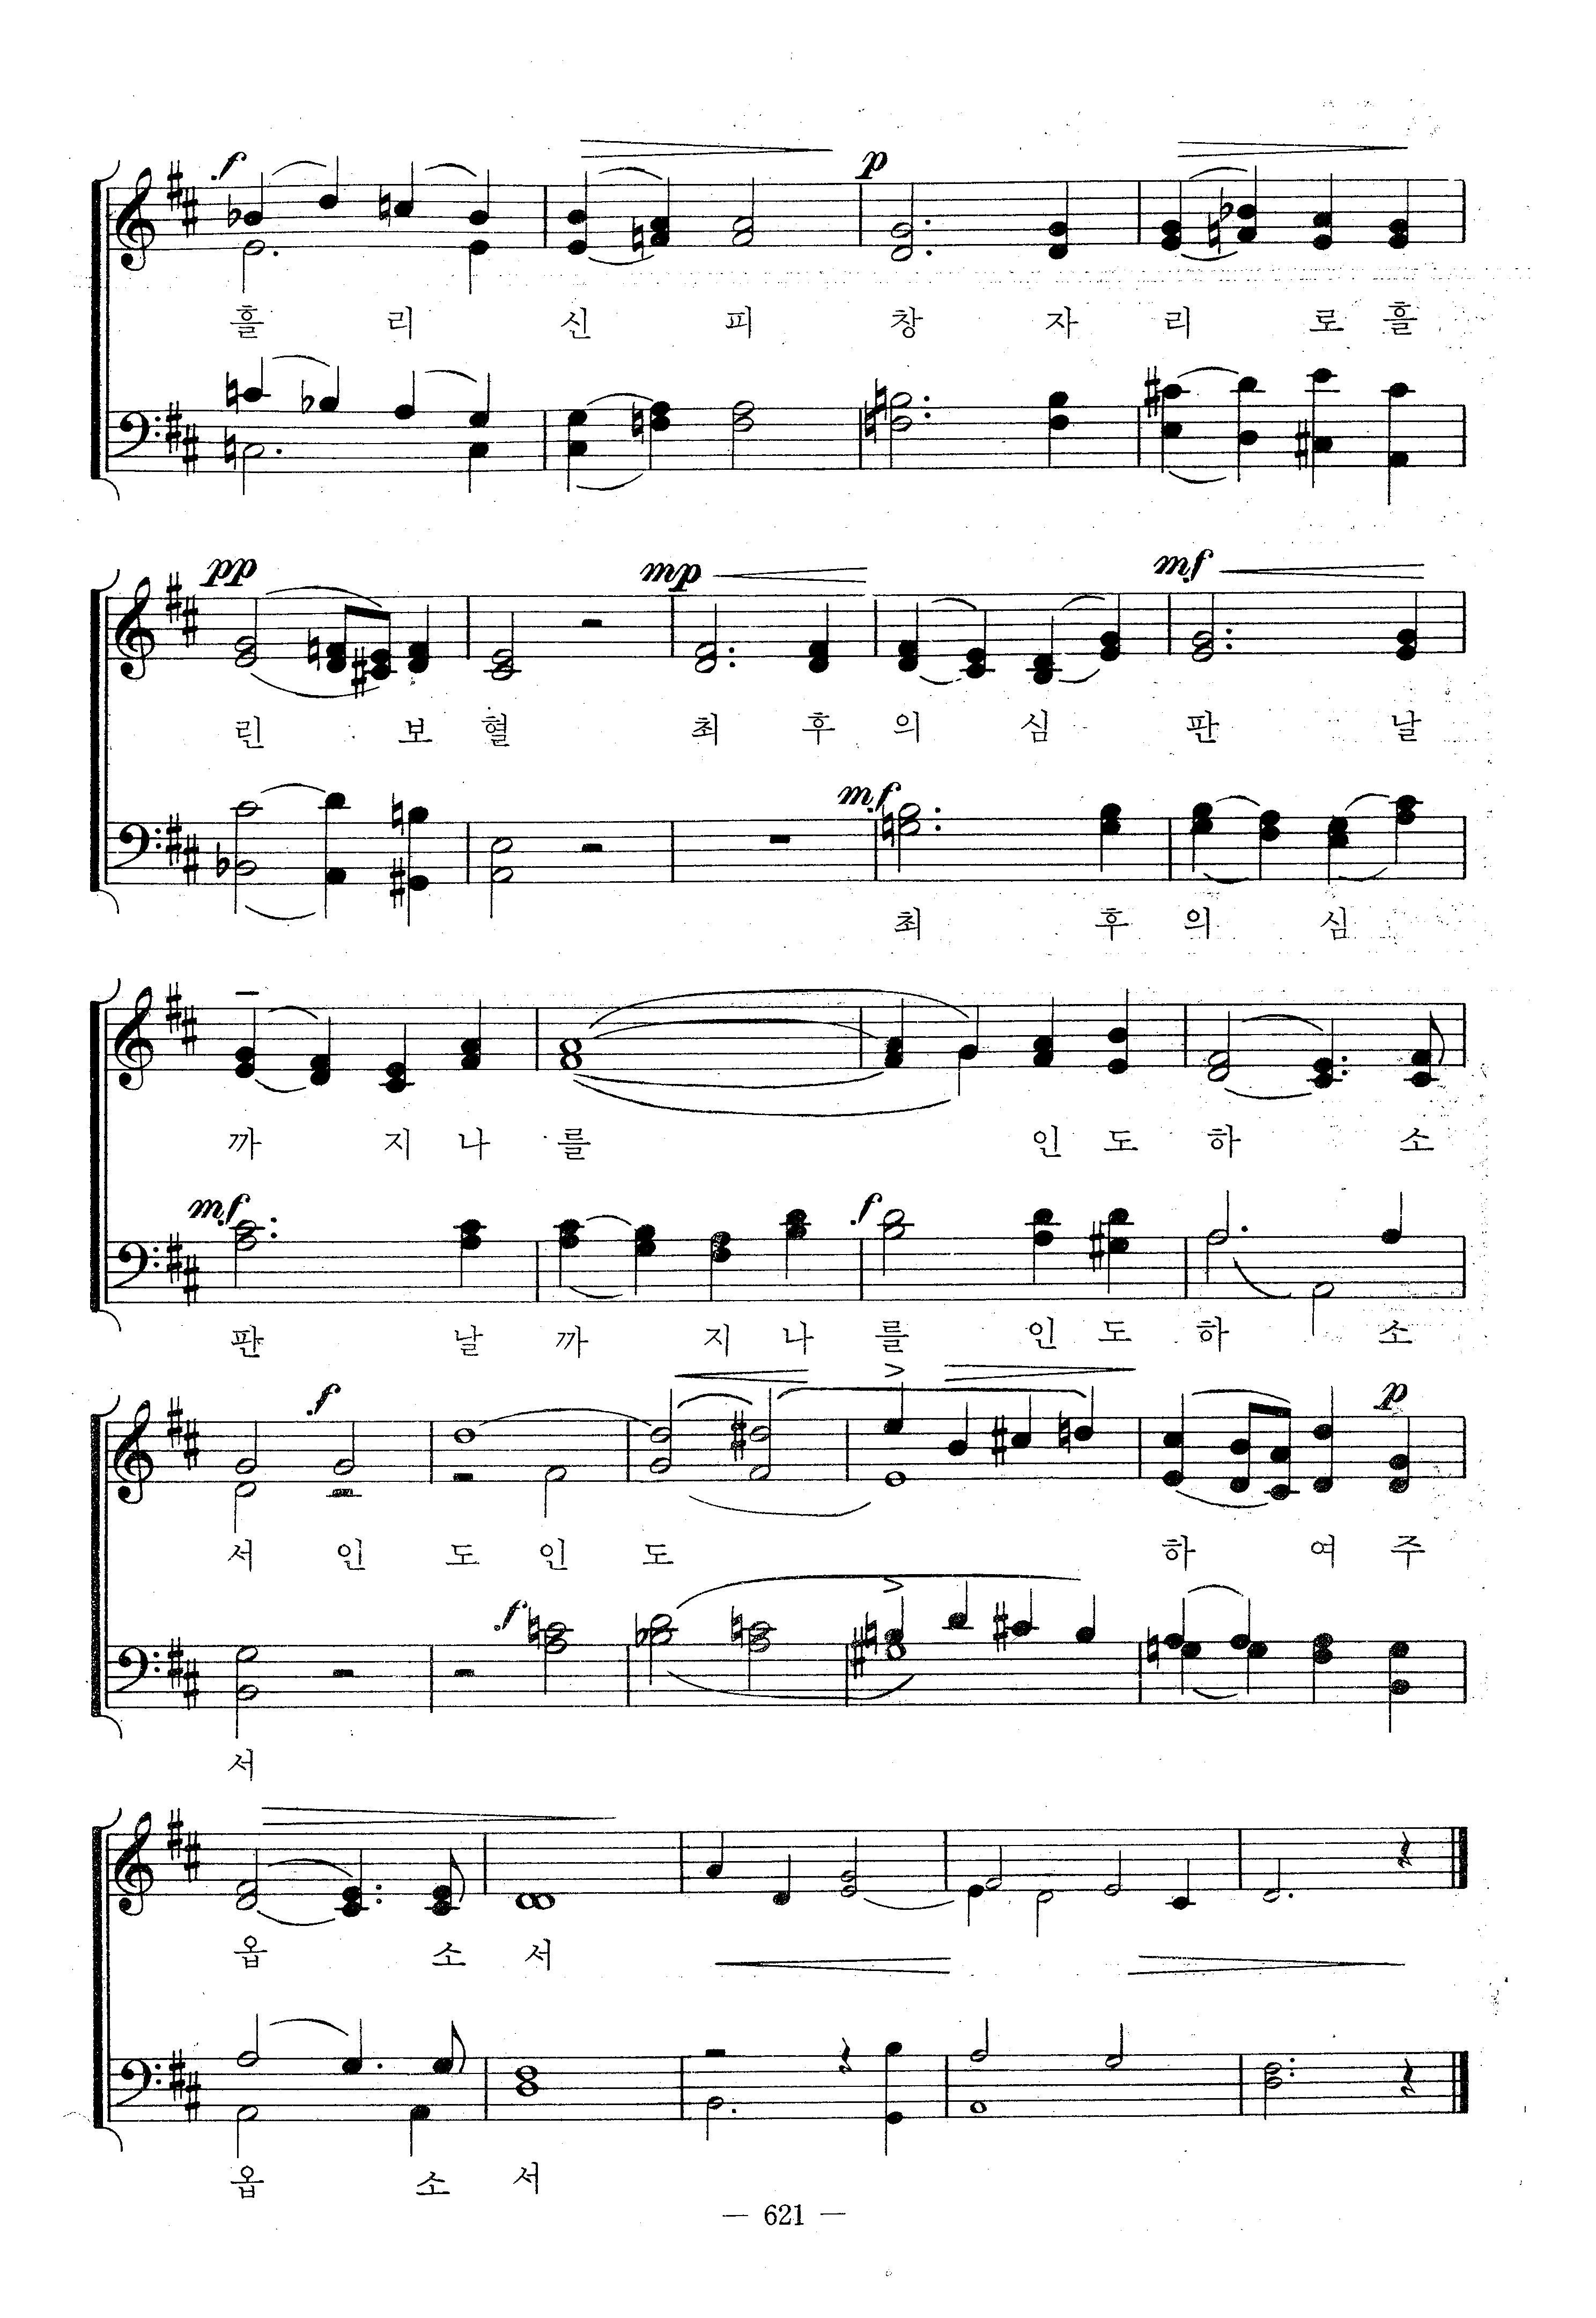 f p
흘 리 신 피 창 자 리 로 흘
pp mp mf
린 보 혈 최 후 의 심 판 날
mf
최 후 의 심
까 지 나 를 인 도 하 소
mf f
판 날 까 지 나 를 인 도 하 소
f p
서 인 도 인 도 하 여 주
f
서
옵 소 서
옵 소 서
— 621 —